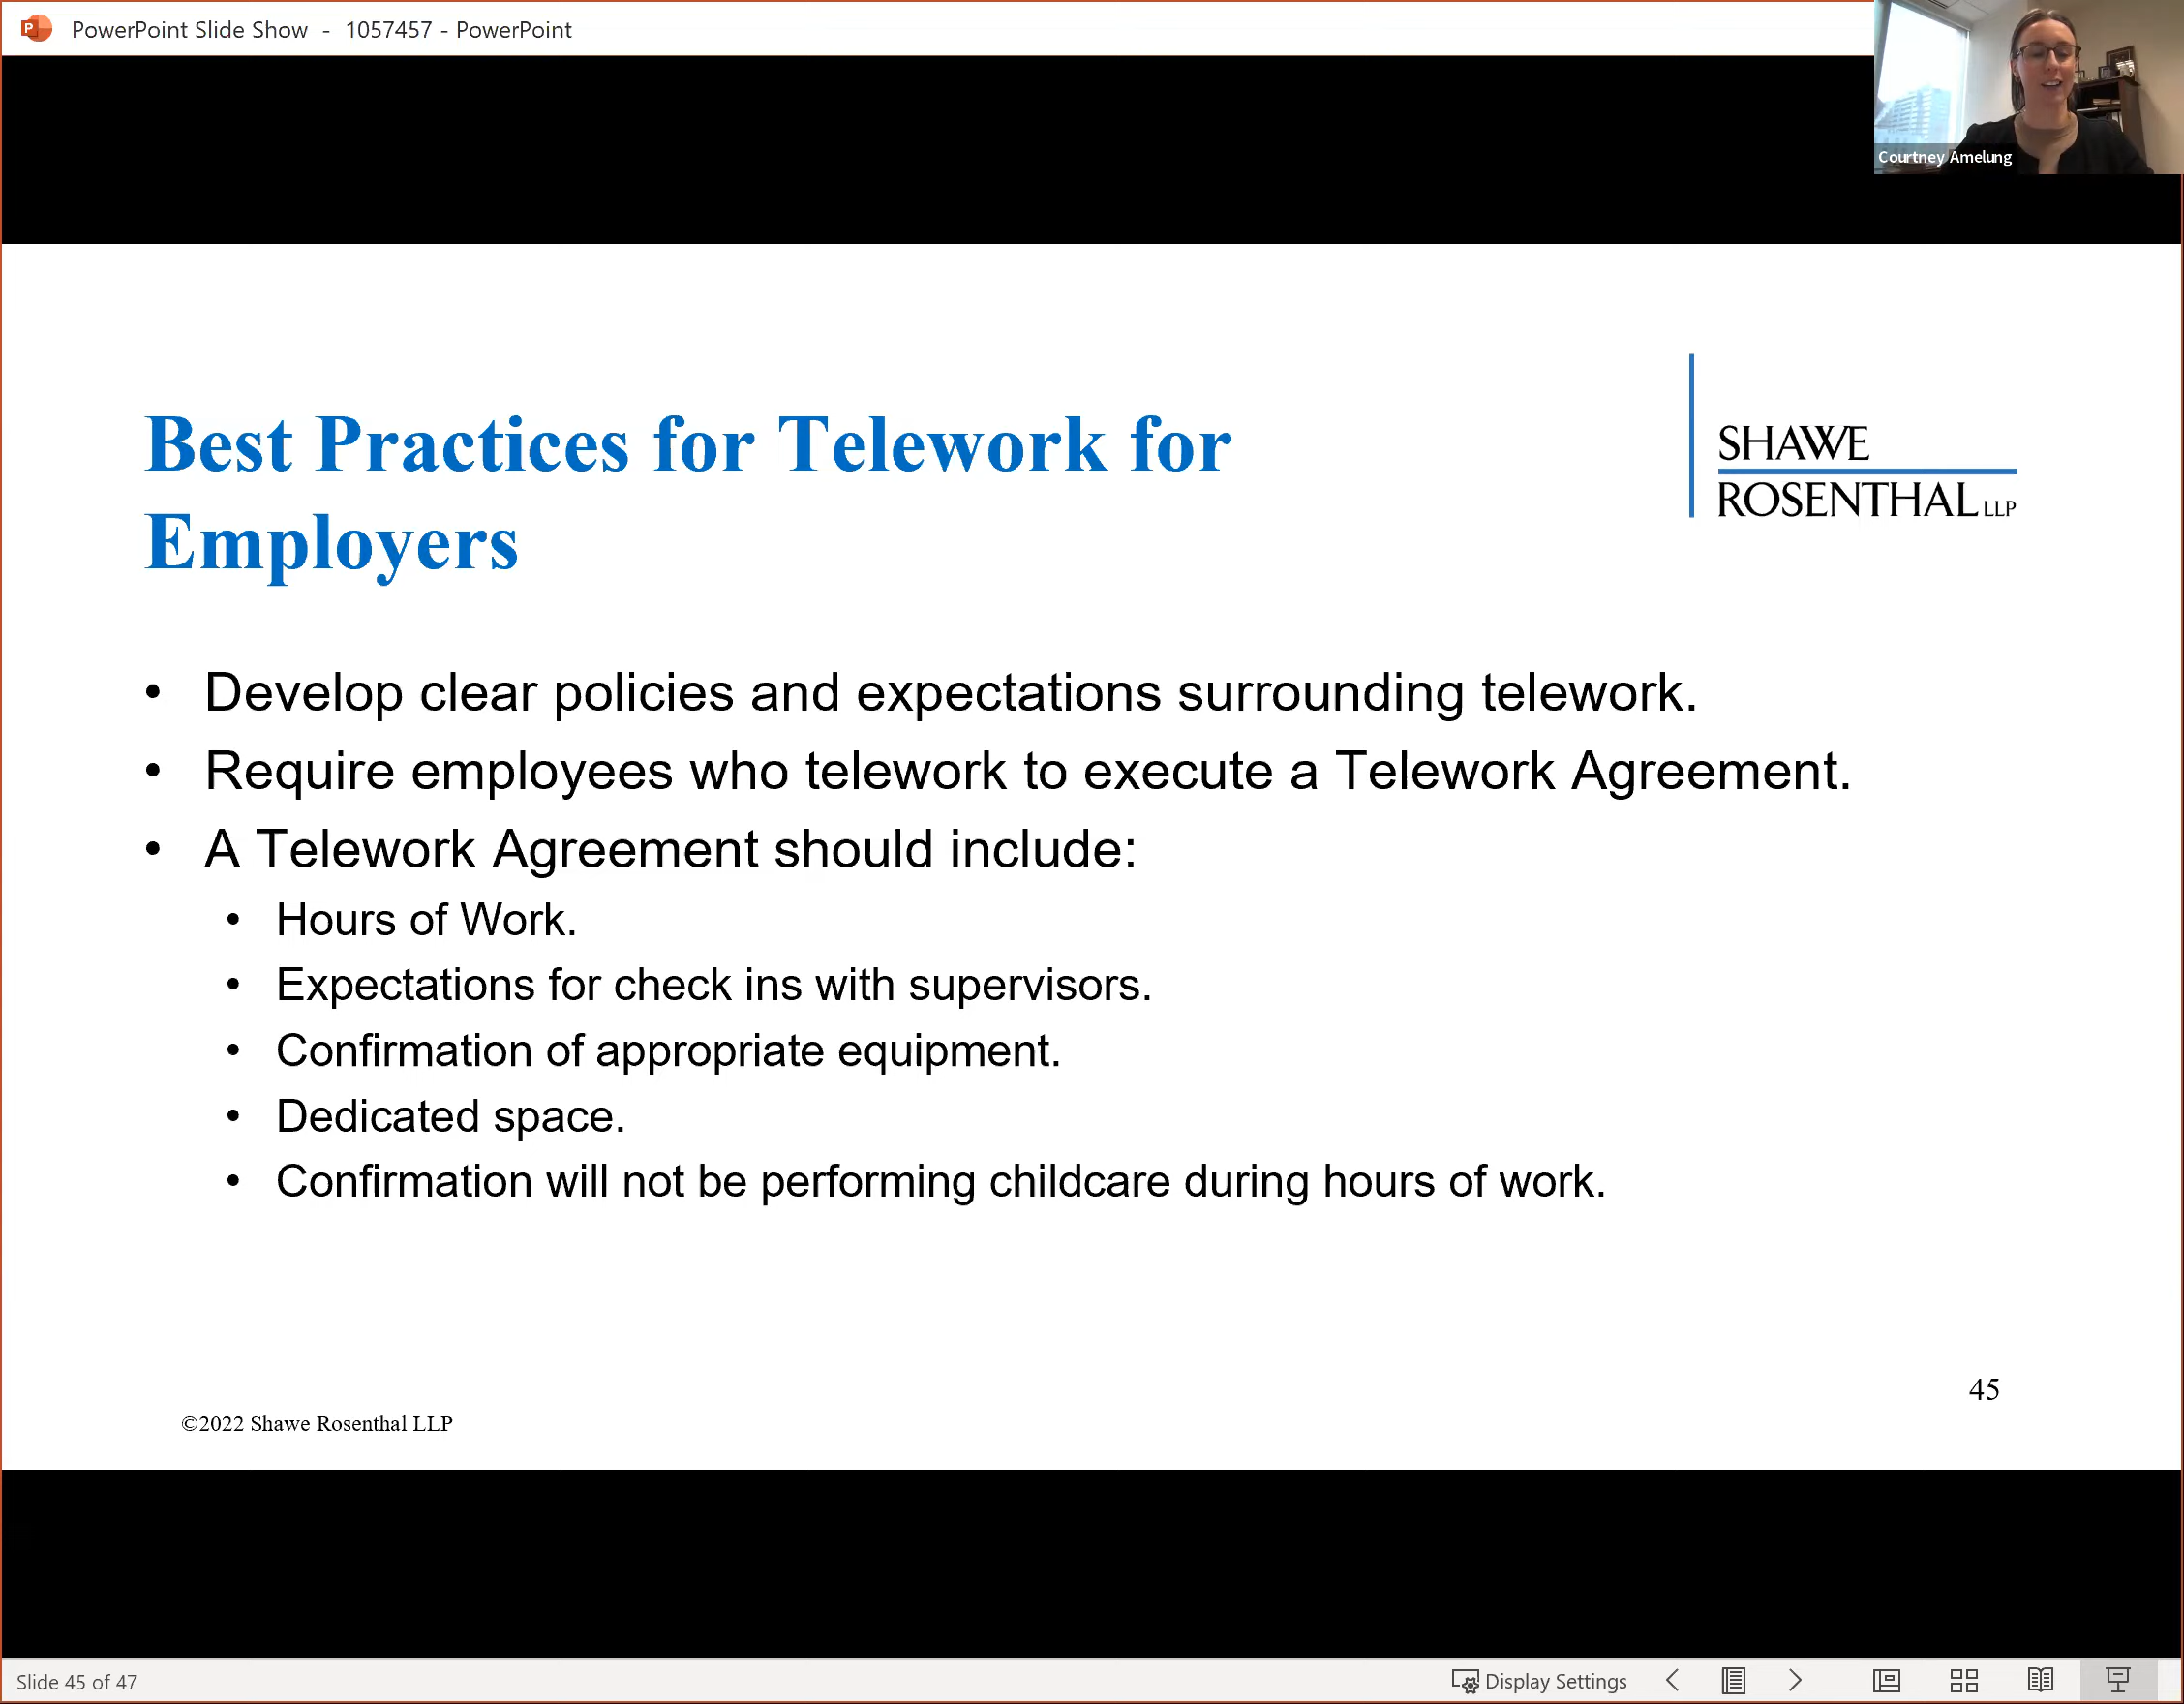 PowerPoint Slide Show - 1057457 - PowerPoint
Courtney Amelung
Best Practices for Telework for
Employers
SHAWE
ROSENTHAL LLP
• Develop clear policies and expectations surrounding telework.
• Require employees who telework to execute a Telework Agreement.
• A Telework Agreement should include:
• Hours of Work.
• Expectations for check ins with supervisors.
• Confirmation of appropriate equipment.
• Dedicated space.
• Confirmation will not be performing childcare during hours of work.
45
©2022 Shawe Rosenthal LLP
Slide 45 of 47
Display Settings